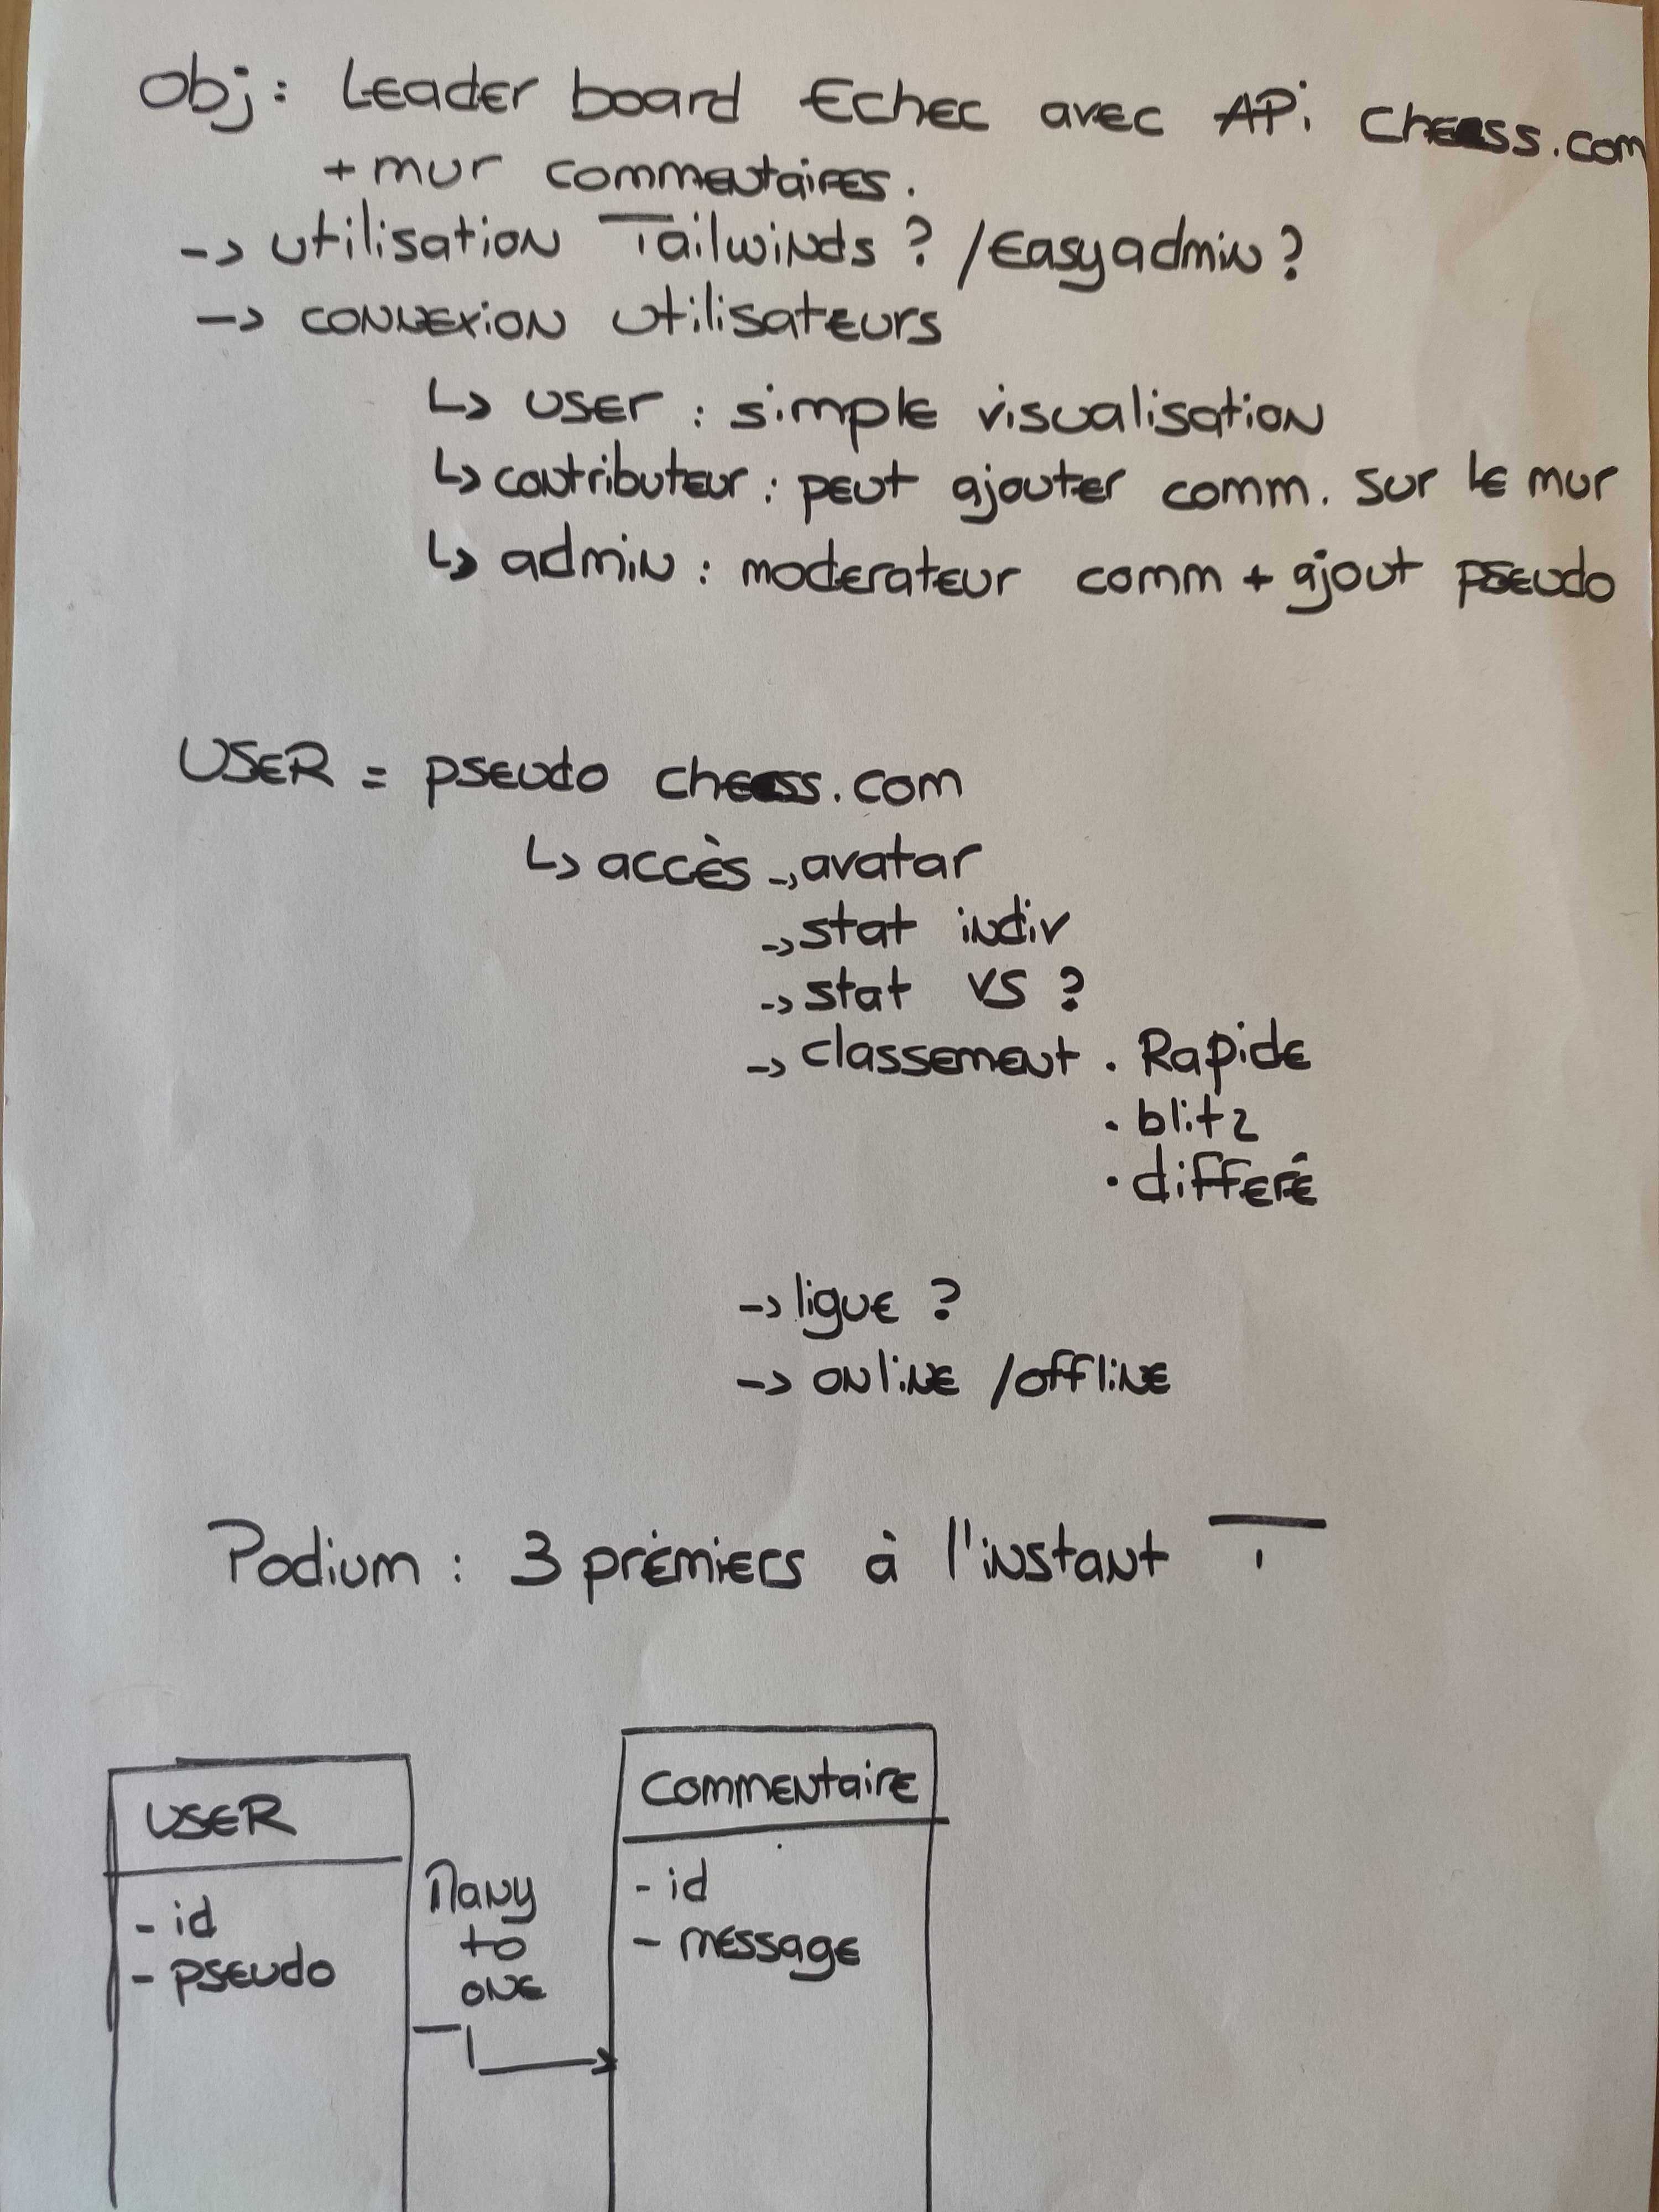 Obj : Leader board Echec avec APi Chess.com
+ mur commentaires.
-> utilisation Tailwinds ? / Easyadmin ?
-> connexion utilisateurs
↳ user : simple visualisation
↳ contributeur : peut ajouter comm. sur le mur
↳ admin : moderateur comm + ajout pseudo
USER = pseudo chess.com
↳ accès -> avatar
-> stat indiv
-> stat vs ?
-> classement . Rapide
. blitz
. différé
-> ligue ?
-> online / offline
Podium : 3 prémiers à l'instant T
USER
- id
- pseudo
Many
to
one
Commentaire
- id
- message